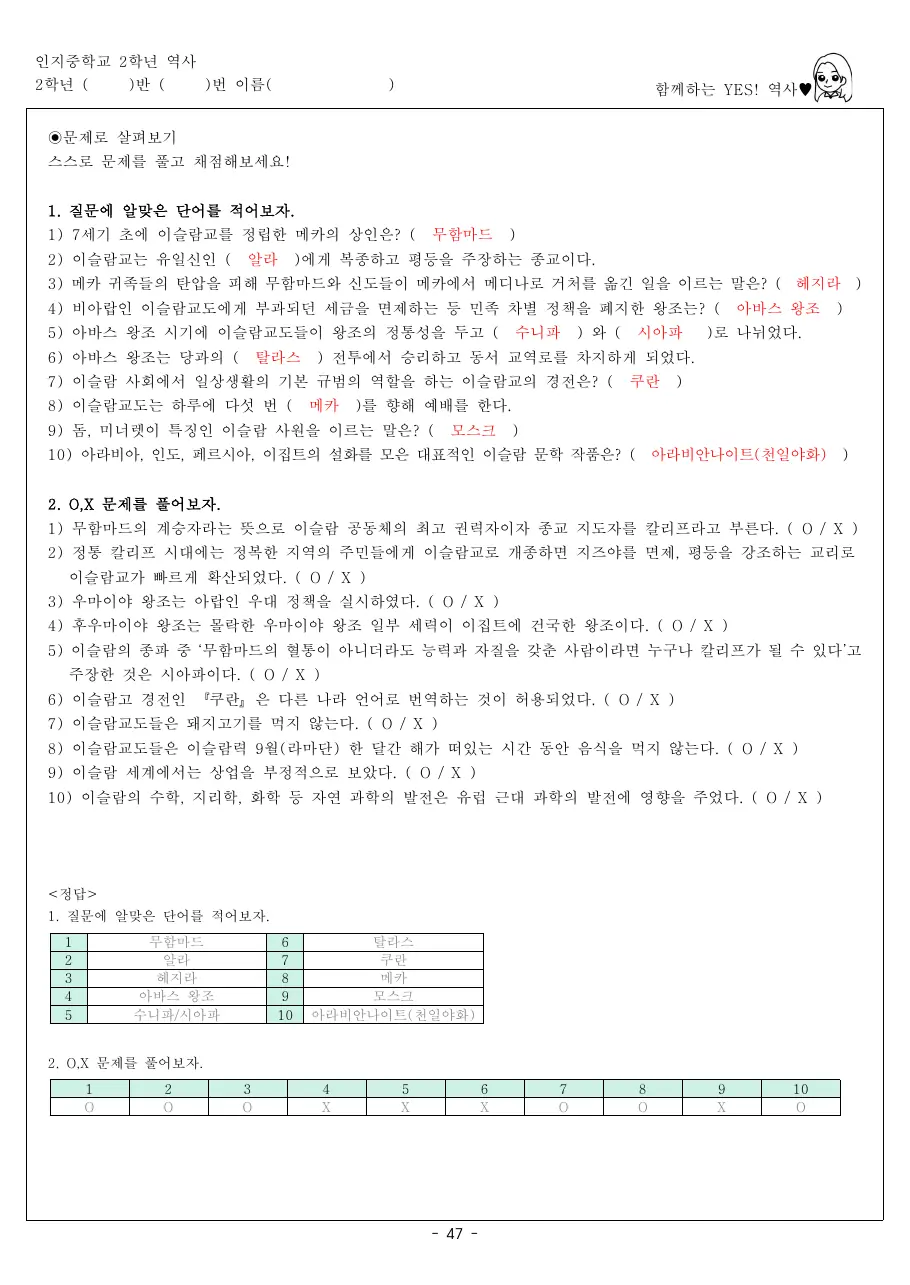 인지중학교 2학년 역사
2학년 (     )반 (     )번 이름(               )
함께하는 YES! 역사♥
◉문제로 살펴보기
스스로 문제를 풀고 채점해보세요!
1. 질문에 알맞은 단어를 적어보자.
1) 7세기 초에 이슬람교를 정립한 메카의 상인은? (  무함마드  )
2) 이슬람교는 유일신인 (  알라  )에게 복종하고 평등을 주장하는 종교이다.
3) 메카 귀족들의 탄압을 피해 무함마드와 신도들이 메카에서 메디나로 거처를 옮긴 일을 이르는 말은? (  헤지라  )
4) 비아랍인 이슬람교도에게 부과되던 세금을 면제하는 등 민족 차별 정책을 폐지한 왕조는? (  아바스 왕조  )
5) 아바스 왕조 시기에 이슬람교도들이 왕조의 정통성을 두고 (  수니파  ) 와 (  시아파   )로 나뉘었다.
6) 아바스 왕조는 당과의 (  탈라스  ) 전투에서 승리하고 동서 교역로를 차지하게 되었다.
7) 이슬람 사회에서 일상생활의 기본 규범의 역할을 하는 이슬람교의 경전은? (  쿠란  )
8) 이슬람교도는 하루에 다섯 번 (  메카  )를 향해 예배를 한다.
9) 돔, 미너렛이 특징인 이슬람 사원을 이르는 말은? (  모스크  )
10) 아라비아, 인도, 페르시아, 이집트의 설화를 모은 대표적인 이슬람 문학 작품은? (  아라비안나이트(천일야화)  )
2. O,X 문제를 풀어보자.
1) 무함마드의 계승자라는 뜻으로 이슬람 공동체의 최고 권력자이자 종교 지도자를 칼리프라고 부른다. ( O / X )
2) 정통 칼리프 시대에는 정복한 지역의 주민들에게 이슬람교로 개종하면 지즈야를 면제, 평등을 강조하는 교리로
이슬람교가 빠르게 확산되었다. ( O / X )
3) 우마이야 왕조는 아랍인 우대 정책을 실시하였다. ( O / X )
4) 후우마이야 왕조는 몰락한 우마이야 왕조 일부 세력이 이집트에 건국한 왕조이다. ( O / X )
5) 이슬람의 종파 중 ‘무함마드의 혈통이 아니더라도 능력과 자질을 갖춘 사람이라면 누구나 칼리프가 될 수 있다’고
주장한 것은 시아파이다. ( O / X )
6) 이슬람고 경전인 『쿠란』은 다른 나라 언어로 번역하는 것이 허용되었다. ( O / X )
7) 이슬람교도들은 돼지고기를 먹지 않는다. ( O / X )
8) 이슬람교도들은 이슬람력 9월(라마단) 한 달간 해가 떠있는 시간 동안 음식을 먹지 않는다. ( O / X )
9) 이슬람 세계에서는 상업을 부정적으로 보았다. ( O / X )
10) 이슬람의 수학, 지리학, 화학 등 자연 과학의 발전은 유럽 근대 과학의 발전에 영향을 주었다. ( O / X )
<정답>
1. 질문에 알맞은 단어를 적어보자.
1 무함마드 6 탈라스
2 알라 7 쿠란
3 헤지라 8 메카
4 아바스 왕조 9 모스크
5 수니파/시아파 10 아라비안나이트(천일야화)
2. O,X 문제를 풀어보자.
1 2 3 4 5 6 7 8 9 10
O O O X X X O O X O
- 47 -